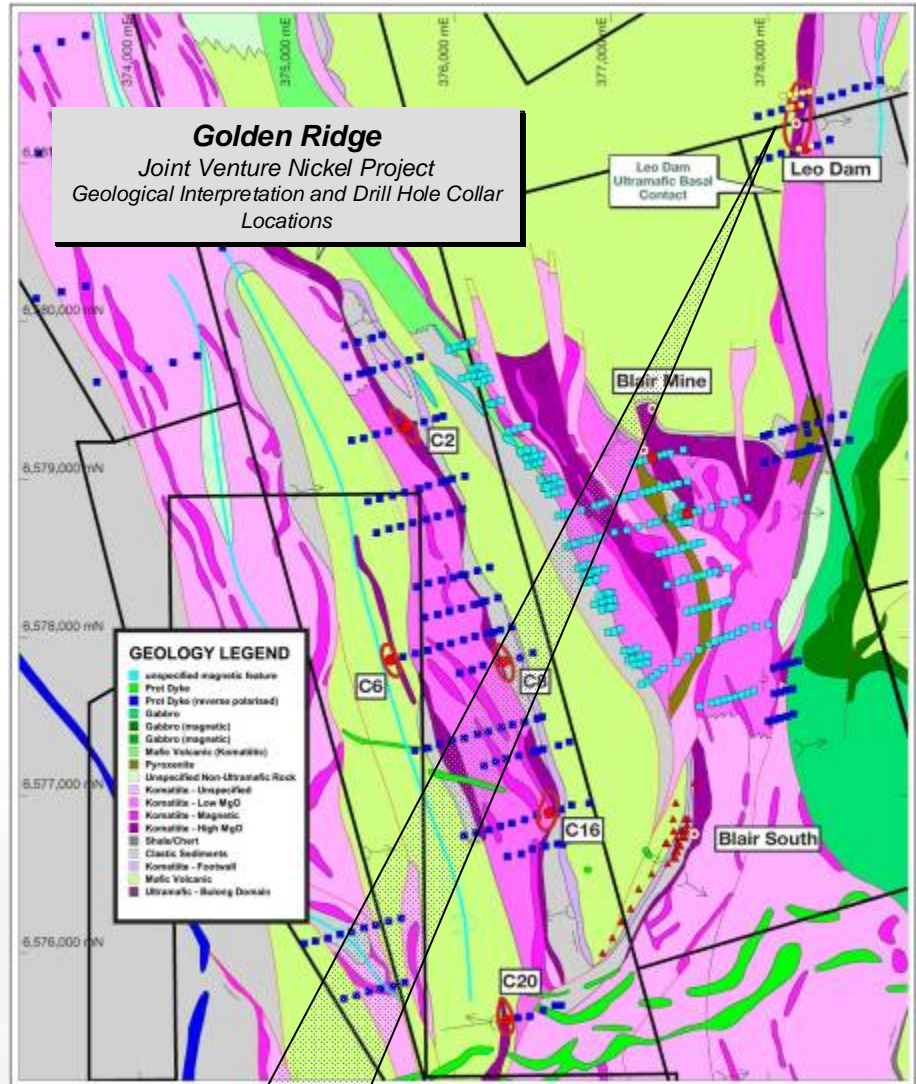 374,000 mE
375,000 mE
376,000 mE
377,000 mE
378,000 mE
Golden Ridge
Joint Venture Nickel Project
Geological Interpretation and Drill Hole Collar
Locations
Leo Dam
Ultramafic Basal
Contact
Leo Dam
6,580,000 mN
Blair Mine
C2
6,579,000 mN
6,578,000 mN
C6
C8
GEOLOGY LEGEND
unspecified magnetic feature
Prot Dyke
Prot Dyke (reverse polarised)
Gabbro
Gabbro (magnetic)
Gabbro (magnetic)
Mafic Volcanic (Komatiitic)
Pyroxenite
Unspecified Non-Ultramafic Rock
Komatiite - Unspecified
Komatiite - Low MgO
Komatiite - Magnetic
Komatiite - High MgO
Shale/Chert
Clastic Sediments
Komatiite - Footwall
Mafic Volcanic
Ultramafic - Bulong Domain
6,577,000 mN
C16
Blair South
6,576,000 mN
C20